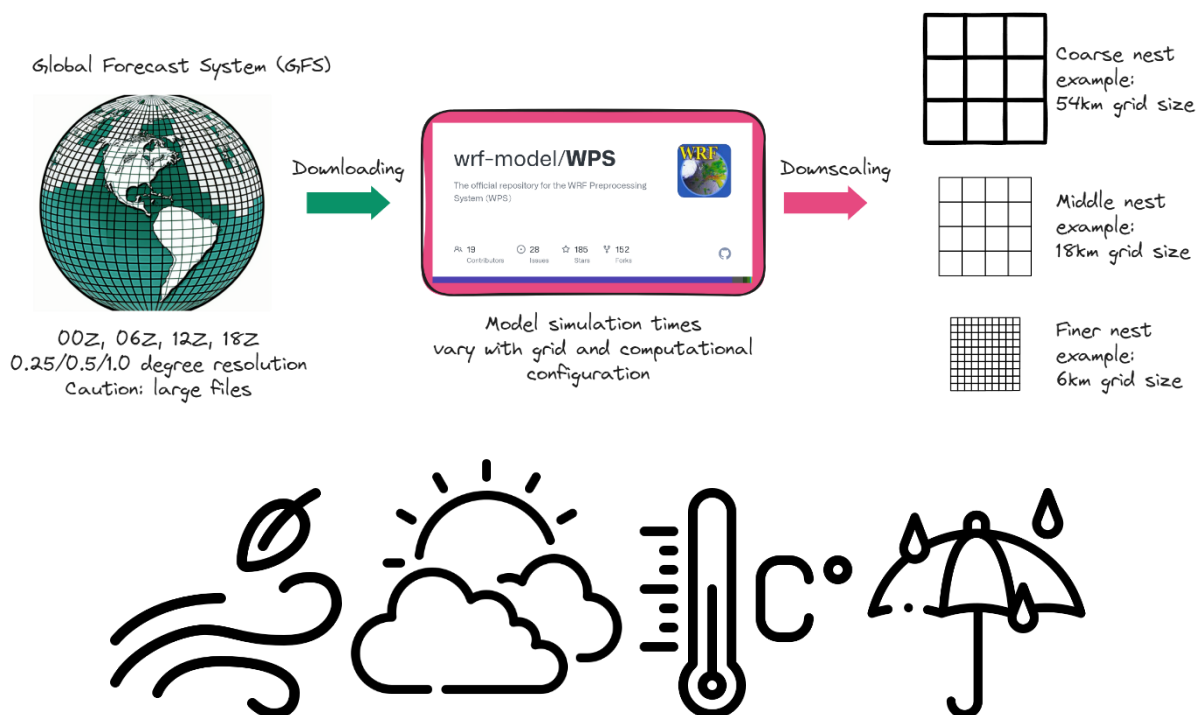 Global Forecast System (GFS)
00Z, 06Z, 12Z, 18Z
0.25/0.5/1.0 degree resolution
Caution: large files
Downloading
wrf-model/WPS
The official repository for the WRF Preprocessing
System (WPS)
WRF
19
Contributors
28
Issues
185
Stars
152
Forks
Model simulation times
vary with grid and computational
configuration
Downscaling
Coarse nest
example:
54km grid size
Middle nest
example:
18km grid size
Finer nest
example:
6km grid size
C°